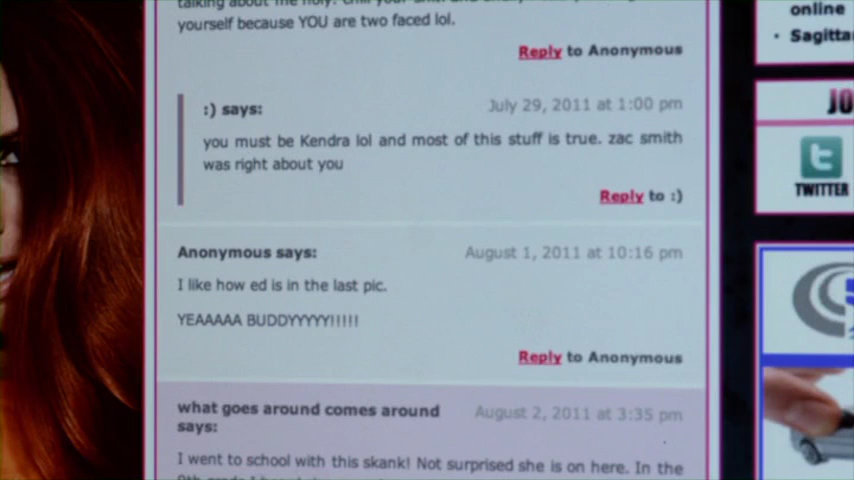 talking about me
yourself because YOU are two faced lol.
Reply to Anonymous
:) says:
July 29, 2011 at 1:00 pm
you must be Kendra lol and most of this stuff is true. zac smith
was right about you
Reply to :)
Anonymous says:
August 1, 2011 at 10:16 pm
I like how ed is in the last pic.
YEAAAAA BUDDYYYYY!!!!!
Reply to Anonymous
what goes around comes around
says:
August 2, 2011 at 3:35 pm
I went to school with this skank! Not surprised she is on here. In the
online
• Sagitta
JO
t
TWITTER